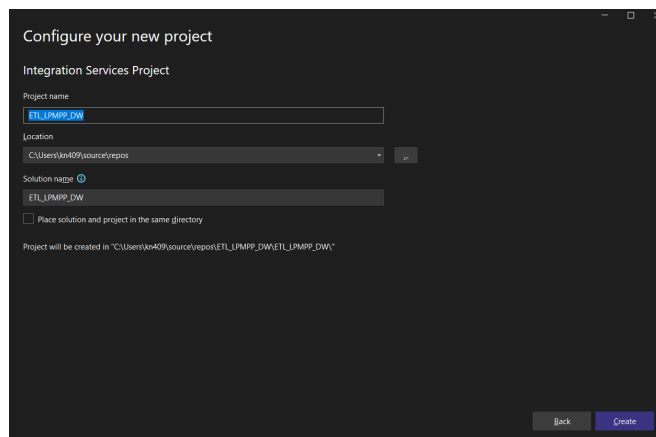 Configure your new project
Integration Services Project
Project name
ETL_LPMPP_DW
Location
C:\Users\kn409\source\repos
...
Solution name
ETL_LPMPP_DW
Place solution and project in the same directory
Project will be created in "C:\Users\kn409\source\repos\ETL_LPMPP_DW\ETL_LPMPP_DW\"
Back
Create